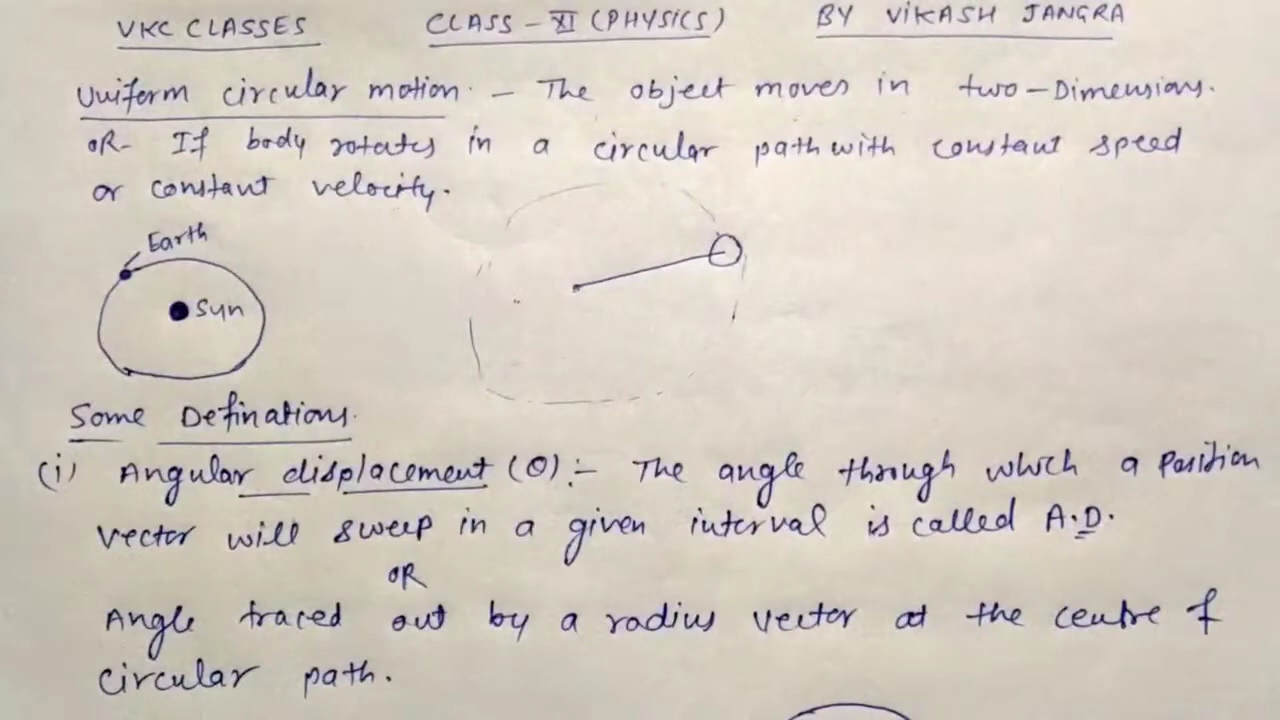 VKC CLASSES CLASS - XI (PHYSICS) BY VIKASH JANGRA
Uniform circular motion. - The object moves in two-Dimensions.
OR- If body rotates in a circular path with constant speed
or constant velocity.
Earth
Sun
Some Definations.
(i) Angular displacement (θ):- The angle through which a Position
vector will sweep in a given interval is called A.D.
OR
Angle traced out by a radius vector at the centre of
circular path.